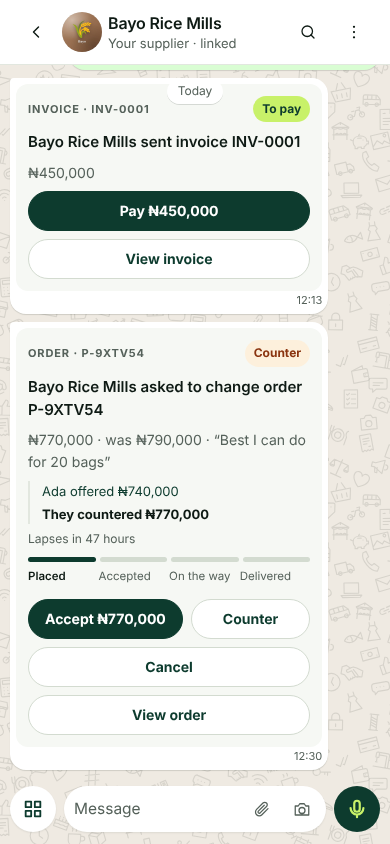 Bayo Rice Mills
Your supplier · linked
Today
INVOICE · INV-0001
To pay
Bayo Rice Mills sent invoice INV-0001
₦450,000
Pay ₦450,000
View invoice
12:13
ORDER · P-9XTV54
Counter
Bayo Rice Mills asked to change order
P-9XTV54
₦770,000 · was ₦790,000 · “Best I can do
for 20 bags”
Ada offered ₦740,000
They countered ₦770,000
Lapses in 47 hours
Placed Accepted On the way Delivered
Accept ₦770,000
Counter
Cancel
View order
12:30
Message